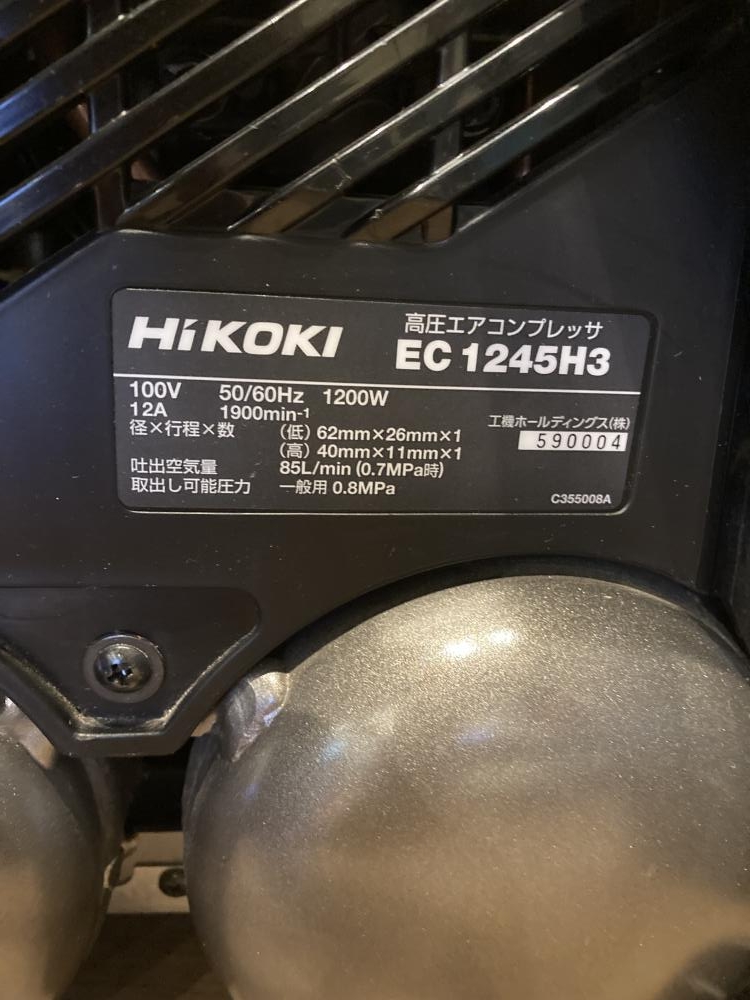 HiKOKI
高圧エアコンプレッサ
EC 1245H3
100V 50/60Hz 1200W
12A 1900min-1
径×行程×数 (低) 62mm×26mm×1
(高) 40mm×11mm×1
吐出空気量 85L/min (0.7MPa時)
取出し可能圧力 一般用 0.8MPa
工機ホールディングス(株)
590004
C355008A